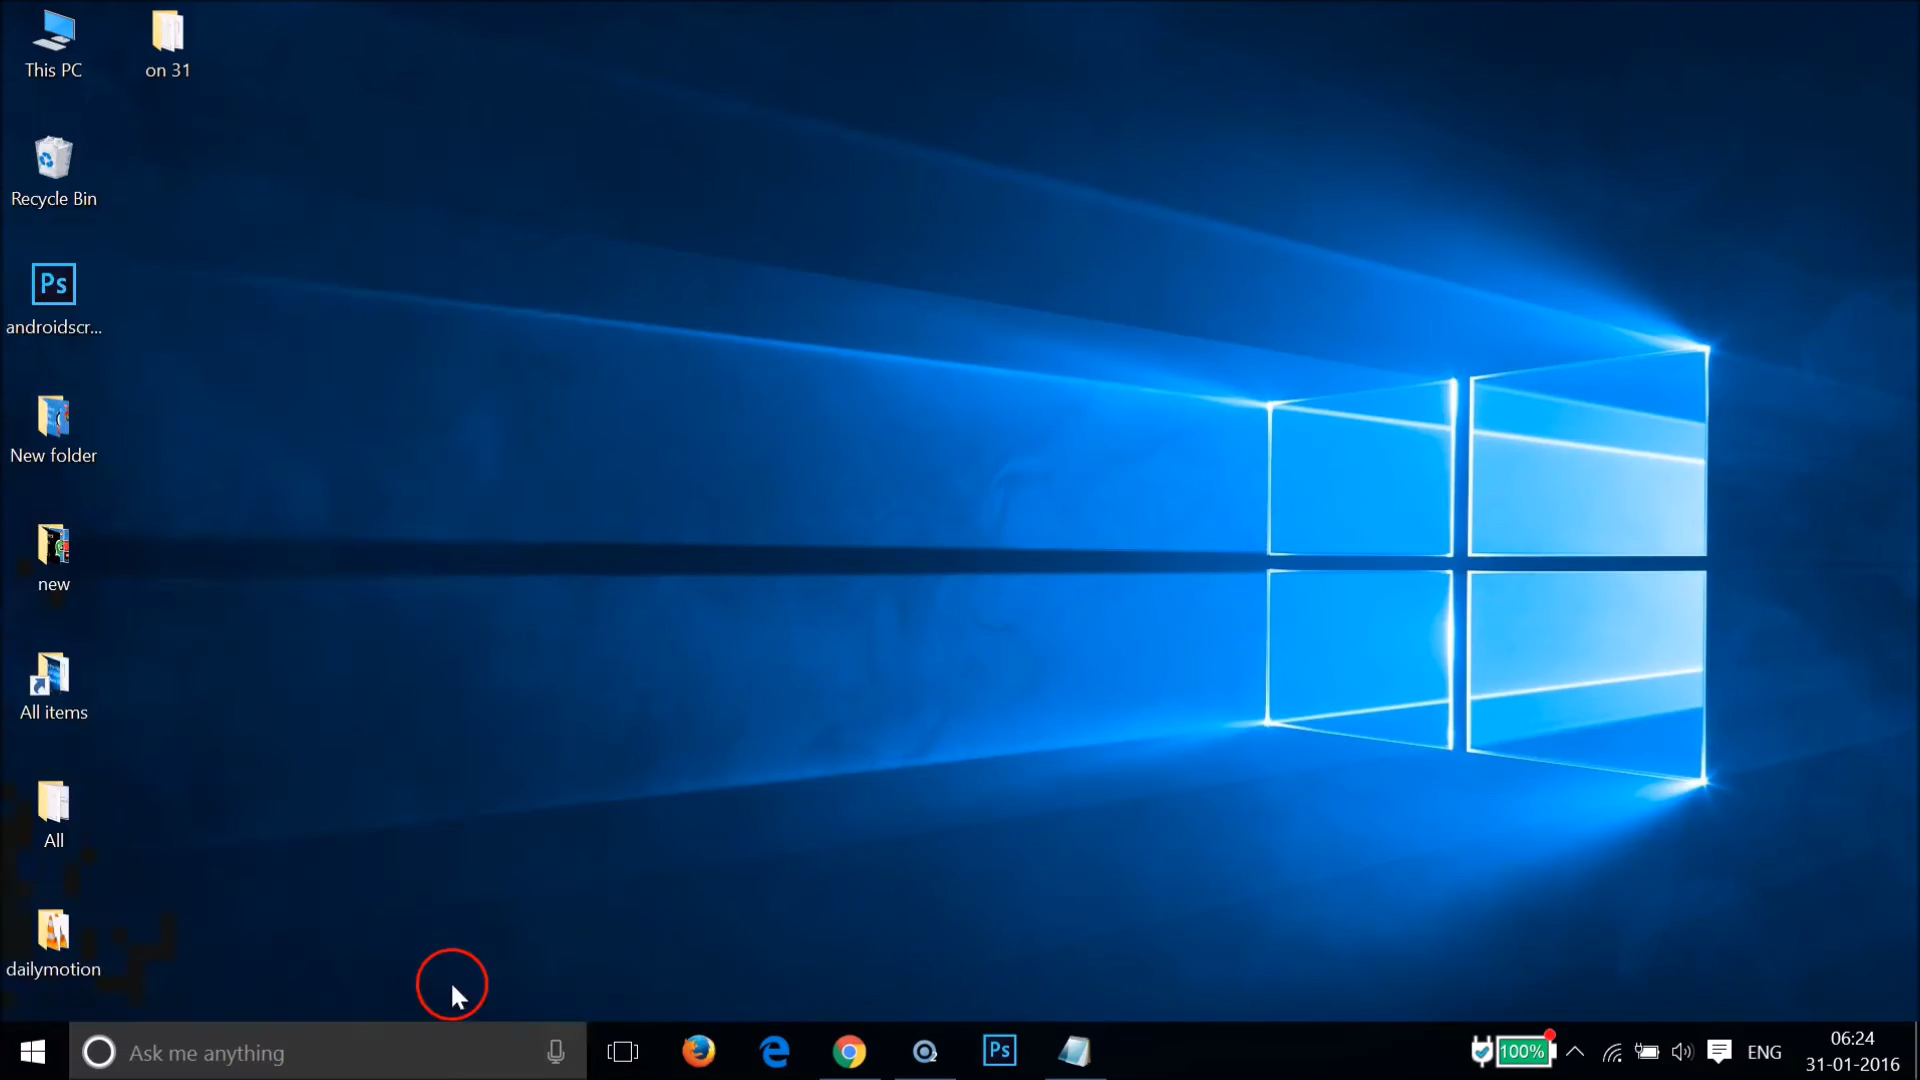 This PC
on 31
Recycle Bin
Ps
androidscr...
New folder
new
All items
All
dailymotion
Ask me anything
Ps
100%
ENG
06:24
31-01-2016